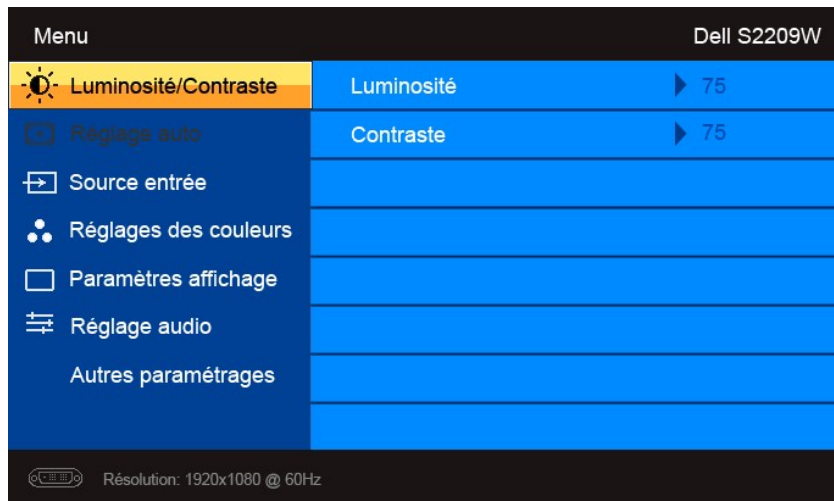 Menu Dell S2209W
Luminosité/Contraste Luminosité 75
Réglage auto Contraste 75
Source entrée
Réglages des couleurs
Paramètres affichage
Réglage audio
Autres paramétrages
Résolution: 1920x1080 @ 60Hz